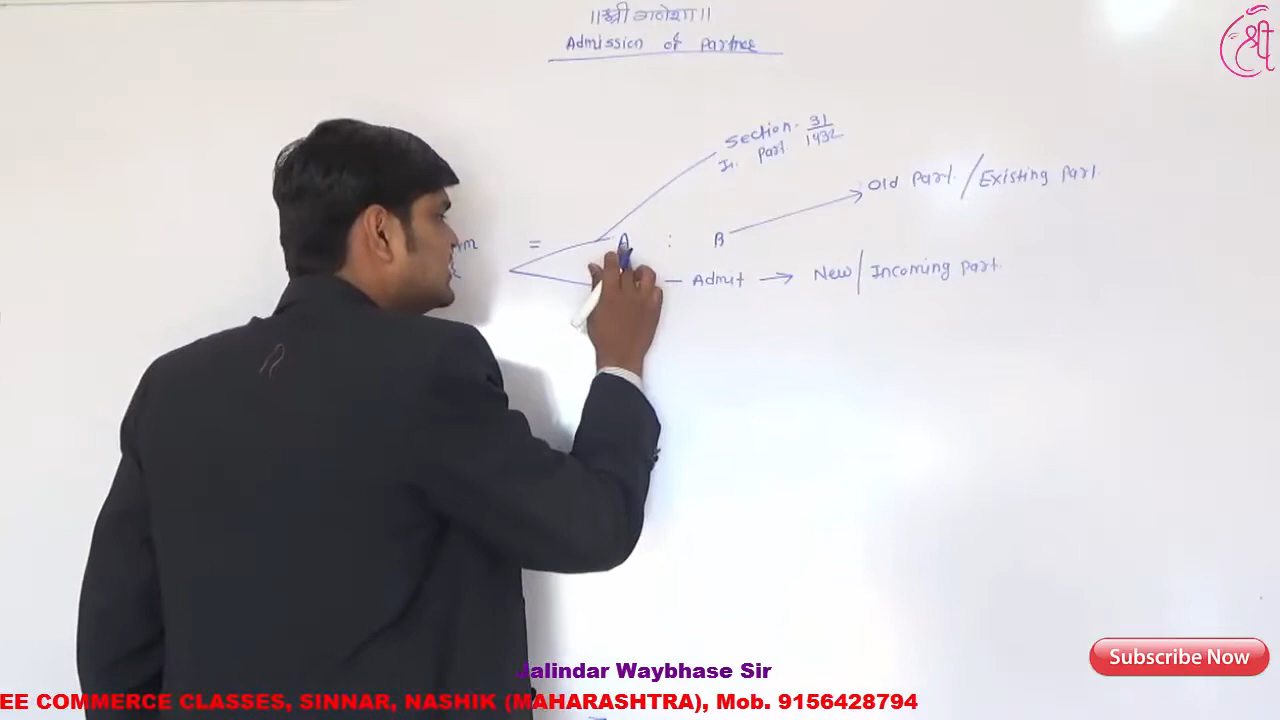 ॥श्री गणेशा॥
Admission of Partner
श्री
Section. 31/1932
In. Part
Old Part. / Existing Part.
= A : B
— Admit → New / Incoming Part.
Subscribe Now
Jalindar Waybhase Sir
EE COMMERCE CLASSES, SINNAR, NASHIK (MAHARASHTRA), Mob. 9156428794